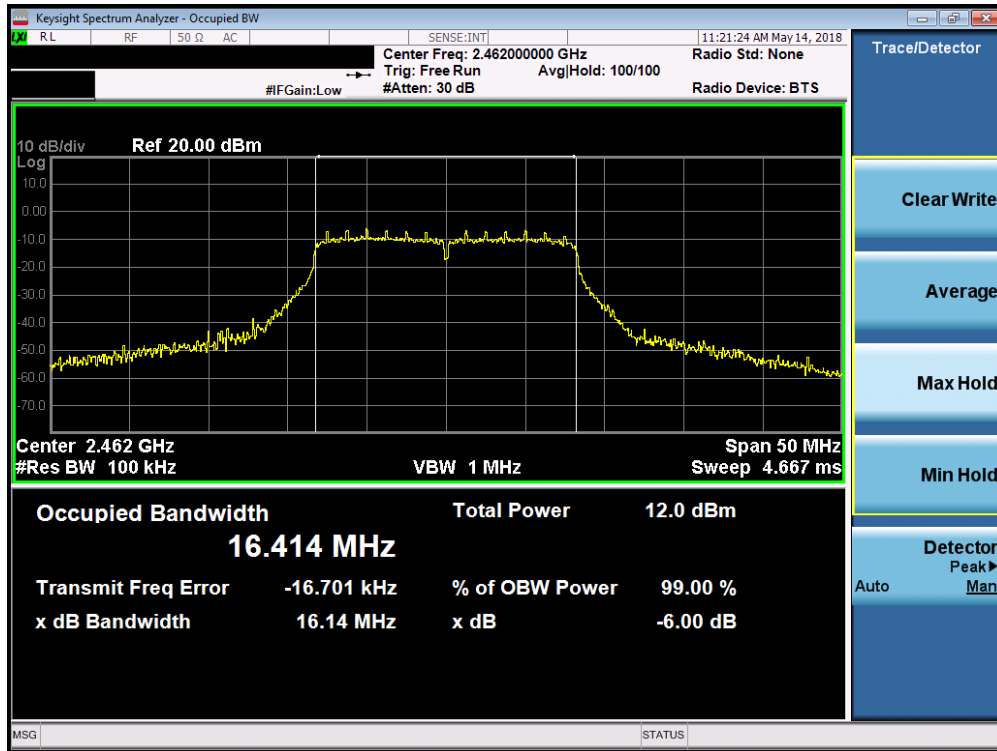 Keysight Spectrum Analyzer - Occupied BW
LXI RL RF 50 Ω AC SENSE:INT 11:21:24 AM May 14, 2018
Center Freq: 2.462000000 GHz Radio Std: None
Trig: Free Run Avg|Hold: 100/100
#IFGain:Low #Atten: 30 dB Radio Device: BTS
10 dB/div Ref 20.00 dBm
Log
10.0
0.00
-10.0
-20.0
-30.0
-40.0
-50.0
-60.0
-70.0
Center 2.462 GHz Span 50 MHz
#Res BW 100 kHz VBW 1 MHz Sweep 4.667 ms
Occupied Bandwidth Total Power 12.0 dBm
16.414 MHz
Transmit Freq Error -16.701 kHz % of OBW Power 99.00 %
x dB Bandwidth 16.14 MHz x dB -6.00 dB
Trace/Detector
Clear Write
Average
Max Hold
Min Hold
Detector
Peak▶
Auto Man
MSG STATUS